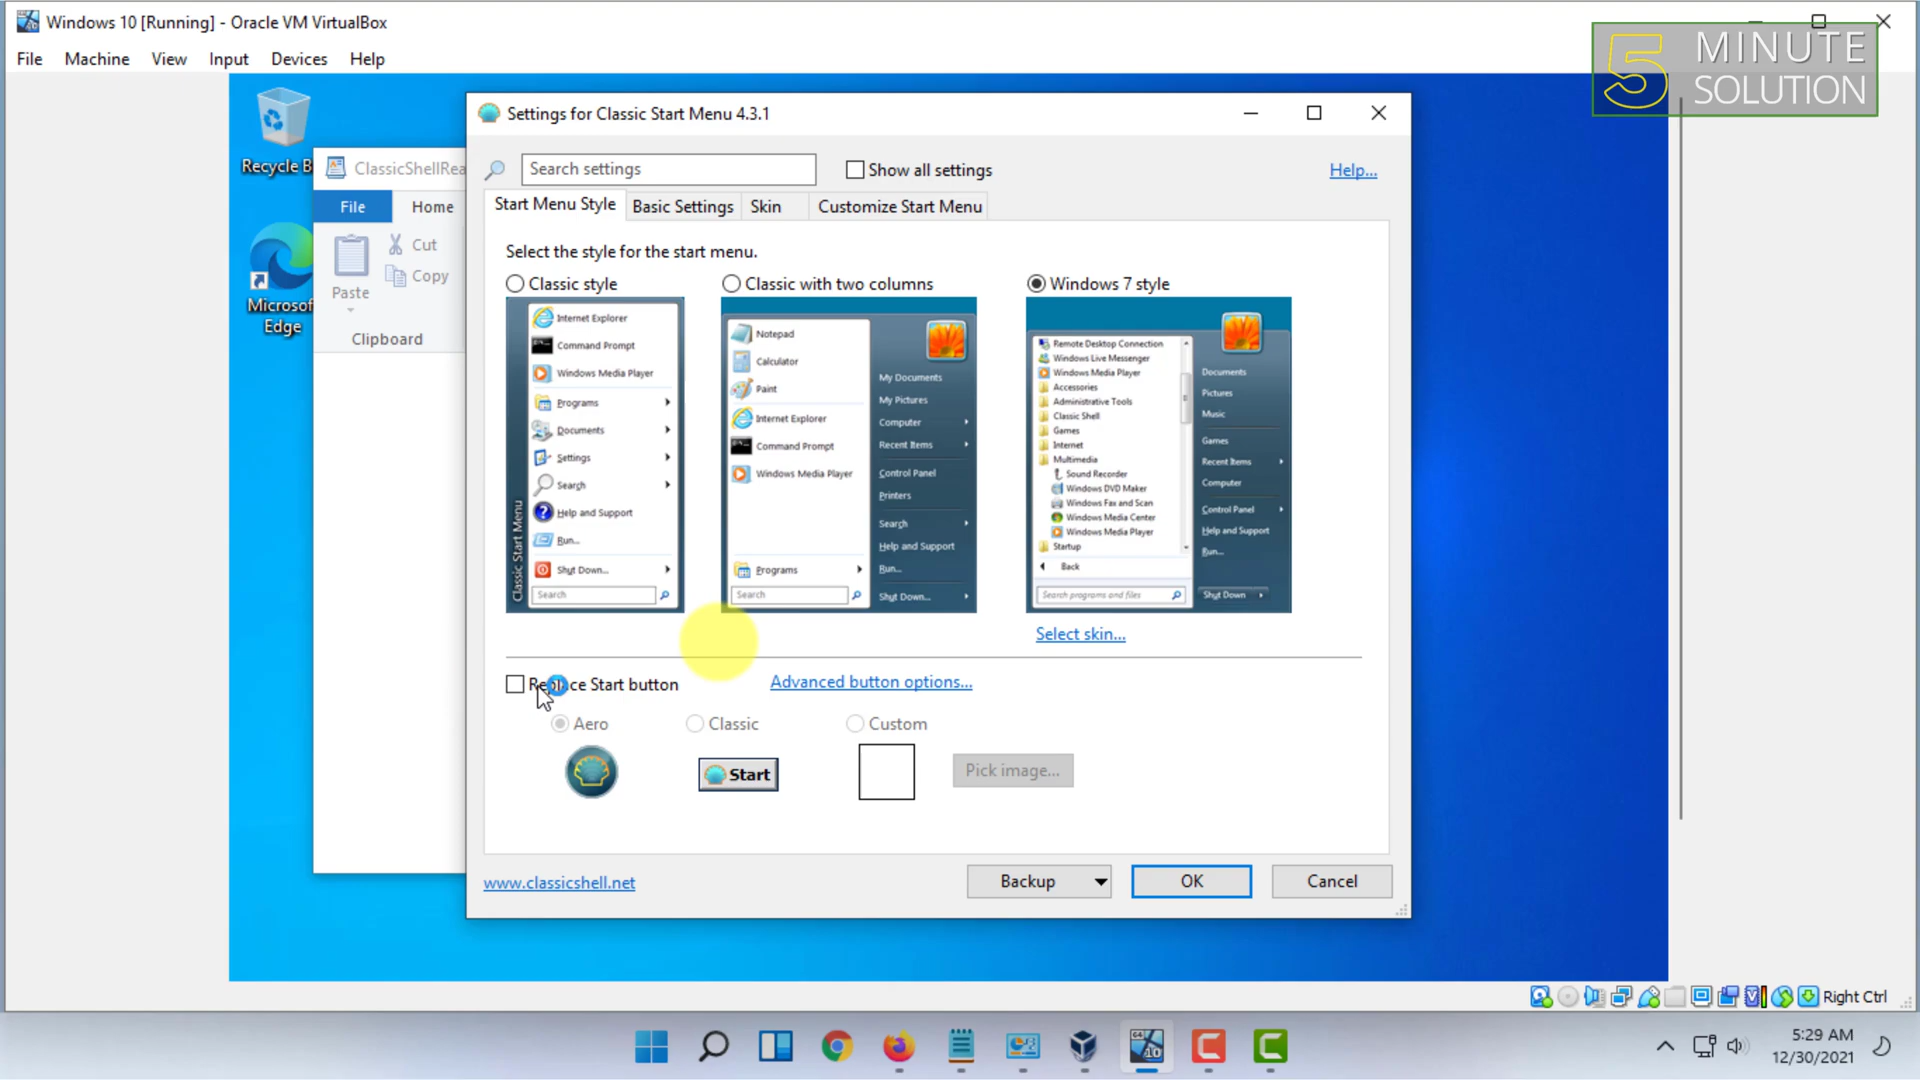 Windows 10 [Running] - Oracle VM VirtualBox
File Machine View Input Devices Help
5 MINUTE SOLUTION
Recycle B
Microsof
Edge
ClassicShellRea
File Home
Cut
Copy
Paste
Clipboard
Settings for Classic Start Menu 4.3.1
Search settings
Show all settings
Help...
Start Menu Style Basic Settings Skin Customize Start Menu
Select the style for the start menu.
Classic style
Internet Explorer
Command Prompt
Windows Media Player
Programs
Documents
Settings
Search
Help and Support
Run...
Shut Down...
Search
Classic Start Menu
Classic with two columns
Notepad
Calculator
Paint
Internet Explorer
Command Prompt
Windows Media Player
Programs
Search
My Documents
My Pictures
Computer
Recent Items
Control Panel
Printers
Search
Help and Support
Run...
Shut Down...
Windows 7 style
Remote Desktop Connection
Windows Live Messenger
Windows Media Player
Accessories
Administrative Tools
Classic Shell
Games
Internet
Multimedia
Sound Recorder
Windows DVD Maker
Windows Fax and Scan
Windows Media Center
Windows Media Player
Startup
Back
Search programs and files
Documents
Pictures
Music
Games
Recent Items
Computer
Control Panel
Help and Support
Run...
Shut Down
Select skin...
Replace Start button
Advanced button options...
Aero Classic Custom
Start
Pick image...
www.classicshell.net
Backup OK Cancel
Right Ctrl
64
10
5:29 AM
12/30/2021